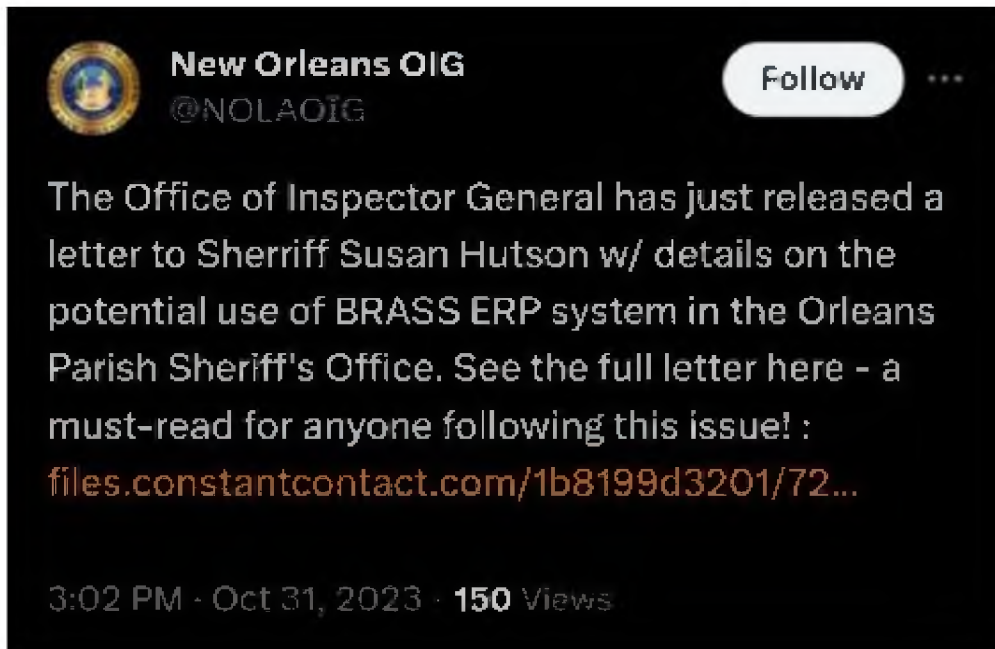 New Orleans OIG
Follow
@NOLAOIG
The Office of Inspector General has just released a
letter to Sherriff Susan Hutson w/ details on the
potential use of BRASS ERP system in the Orleans
Parish Sheriff's Office. See the full letter here - a
must-read for anyone following this issue! :
files.constantcontact.com/1b8199d3201/72...
3:02 PM · Oct 31, 2023 · 150 Views